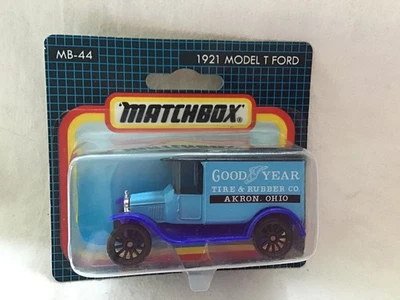 MB-44
1921 MODEL T FORD
MATCHBOX
GOOD YEAR
TIRE & RUBBER CO.
AKRON, OHIO